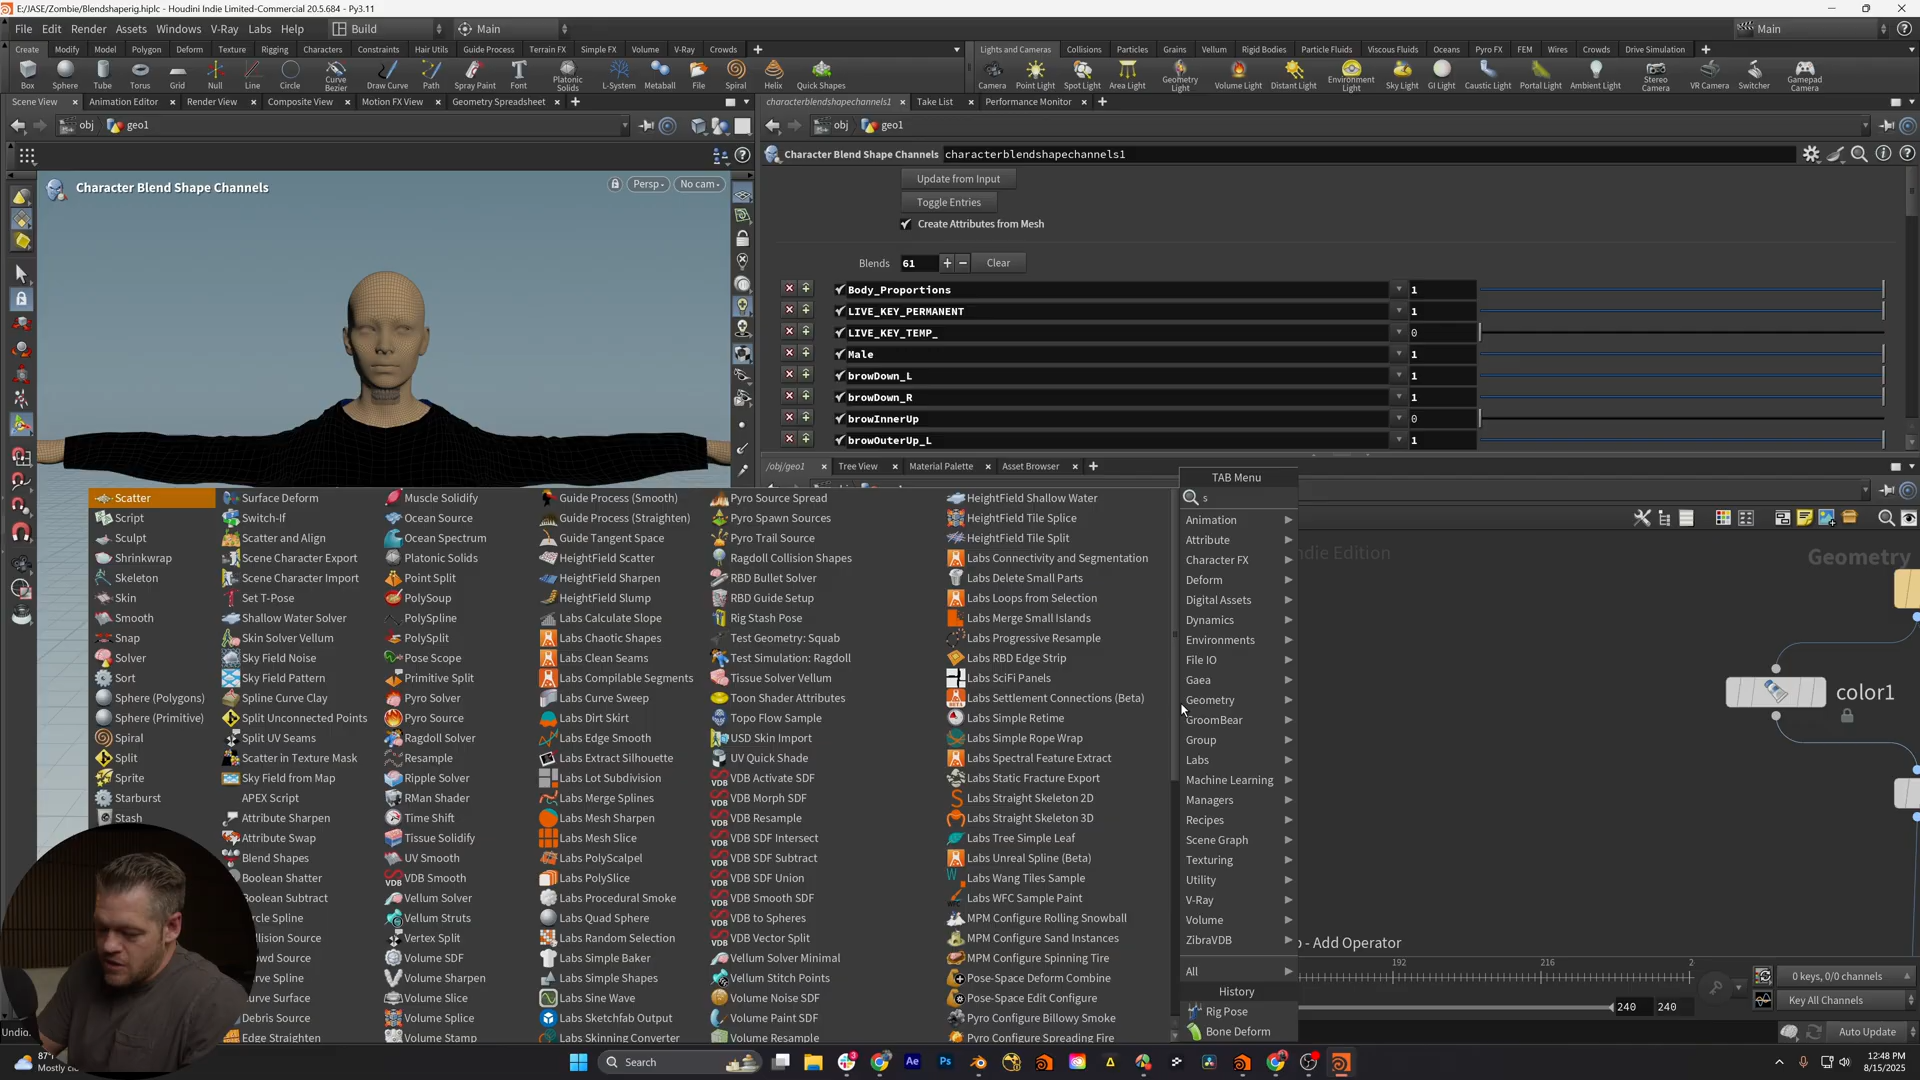 E:/JASE/Zombie/Blendshaperig.hiplc - Houdini Indie Limited-Commercial 20.5.684 - Py3.11
File Edit Render Assets Windows V-Ray Labs Help Build Main Main
Create Modify Model Polygon Deform Texture Rigging Characters Constraints Hair Utils Guide Process Terrain FX Simple FX Volume V-Ray Crowds
Lights and Cameras Collisions Particles Grains Vellum Rigid Bodies Particle Fluids Viscous Fluids Oceans Pyro FX FEM Wires Crowds Drive Simulation
Box Sphere Tube Torus Grid Null Line Circle Curve Bezier Draw Curve Path Spray Paint Font Platonic Solids L-System Metaball File Spiral Helix Quick Shapes
Camera Point Light Spot Light Area Light Geometry Light Volume Light Distant Light Environment Light Sky Light GI Light Caustic Light Portal Light Ambient Light Stereo Camera VR Camera Switcher Gamepad Camera
Scene View Animation Editor Render View Composite View Motion FX View Geometry Spreadsheet
characterblendshapechannels1 Take List Performance Monitor
obj geo1
obj geo1
Character Blend Shape Channels characterblendshapechannels1
Character Blend Shape Channels Persp No cam
Update from Input
Toggle Entries
Create Attributes from Mesh
Blends 61 Clear
Body_Proportions 1
LIVE_KEY_PERMANENT 1
LIVE_KEY_TEMP_ 0
Male 1
browDown_L 1
browDown_R 1
browInnerUp 0
browOuterUp_L 1
/obj/geo1 Tree View Material Palette Asset Browser
TAB Menu
s
Animation
Attribute
Character FX
Deform
Digital Assets
Dynamics
Environments
File IO
Gaea
Geometry
GroomBear
Group
Labs
Machine Learning
Managers
Recipes
Scene Graph
Texturing
Utility
V-Ray
Volume
ZibraVDB
All
History
Rig Pose
Bone Deform
Scatter
Script
Sculpt
Shrinkwrap
Skeleton
Skin
Smooth
Snap
Solver
Sort
Sphere (Polygons)
Sphere (Primitive)
Spiral
Split
Sprite
Starburst
Stash
Surface Deform
Switch-If
Scatter and Align
Scene Character Export
Scene Character Import
Set T-Pose
Shallow Water Solver
Skin Solver Vellum
Sky Field Noise
Sky Field Pattern
Spline Curve Clay
Split Unconnected Points
Split UV Seams
Scatter in Texture Mask
Sky Field from Map
APEX Script
Attribute Sharpen
Attribute Swap
Blend Shapes
Boolean Shatter
Boolean Subtract
rcle Spline
llision Source
owd Source
rve Spline
urve Surface
Debris Source
Edge Straighten
Muscle Solidify
Ocean Source
Ocean Spectrum
Platonic Solids
Point Split
PolySoup
PolySpline
PolySplit
Pose Scope
Primitive Split
Pyro Solver
Pyro Source
Ragdoll Solver
Resample
Ripple Solver
RMan Shader
Time Shift
Tissue Solidify
UV Smooth
VDB Smooth
Vellum Solver
Vellum Struts
Vertex Split
Volume SDF
Volume Sharpen
Volume Slice
Volume Splice
Volume Stamp
Guide Process (Smooth)
Guide Process (Straighten)
Guide Tangent Space
HeightField Scatter
HeightField Sharpen
HeightField Slump
Labs Calculate Slope
Labs Chaotic Shapes
Labs Clean Seams
Labs Compilable Segments
Labs Curve Sweep
Labs Dirt Skirt
Labs Edge Smooth
Labs Extract Silhouette
Labs Lot Subdivision
Labs Merge Splines
Labs Mesh Sharpen
Labs Mesh Slice
Labs PolyScalpel
Labs PolySlice
Labs Procedural Smoke
Labs Quad Sphere
Labs Random Selection
Labs Simple Baker
Labs Simple Shapes
Labs Sine Wave
Labs Sketchfab Output
Labs Skinning Converter
Pyro Source Spread
Pyro Spawn Sources
Pyro Trail Source
Ragdoll Collision Shapes
RBD Bullet Solver
RBD Guide Setup
Rig Stash Pose
Test Geometry: Squab
Test Simulation: Ragdoll
Tissue Solver Vellum
Toon Shader Attributes
Topo Flow Sample
USD Skin Import
UV Quick Shade
VDB Activate SDF
VDB Morph SDF
VDB Resample
VDB SDF Intersect
VDB SDF Subtract
VDB SDF Union
VDB Smooth SDF
VDB to Spheres
VDB Vector Split
Vellum Solver Minimal
Vellum Stitch Points
Volume Noise SDF
Volume Paint SDF
Volume Resample
HeightField Shallow Water
HeightField Tile Splice
HeightField Tile Split
Labs Connectivity and Segmentation
Labs Delete Small Parts
Labs Loops from Selection
Labs Merge Small Islands
Labs Progressive Resample
Labs RBD Edge Strip
Labs SciFi Panels
Labs Settlement Connections (Beta)
Labs Simple Retime
Labs Simple Rope Wrap
Labs Spectral Feature Extract
Labs Static Fracture Export
Labs Straight Skeleton 2D
Labs Straight Skeleton 3D
Labs Tree Simple Leaf
Labs Unreal Spline (Beta)
Labs Wang Tiles Sample
Labs WFC Sample Paint
MPM Configure Rolling Snowball
MPM Configure Sand Instances
MPM Configure Spinning Tire
Pose-Space Deform Combine
Pose-Space Edit Configure
Pyro Configure Billowy Smoke
Pyro Configure Spreading Fire
ndie Edition Geometry
color1
p - Add Operator
192 216 2
240 240
0 keys, 0/0 channels
Key All Channels
Auto Update
Undio.
87°F
Mostly clo
Search
12:48 PM
8/15/2025